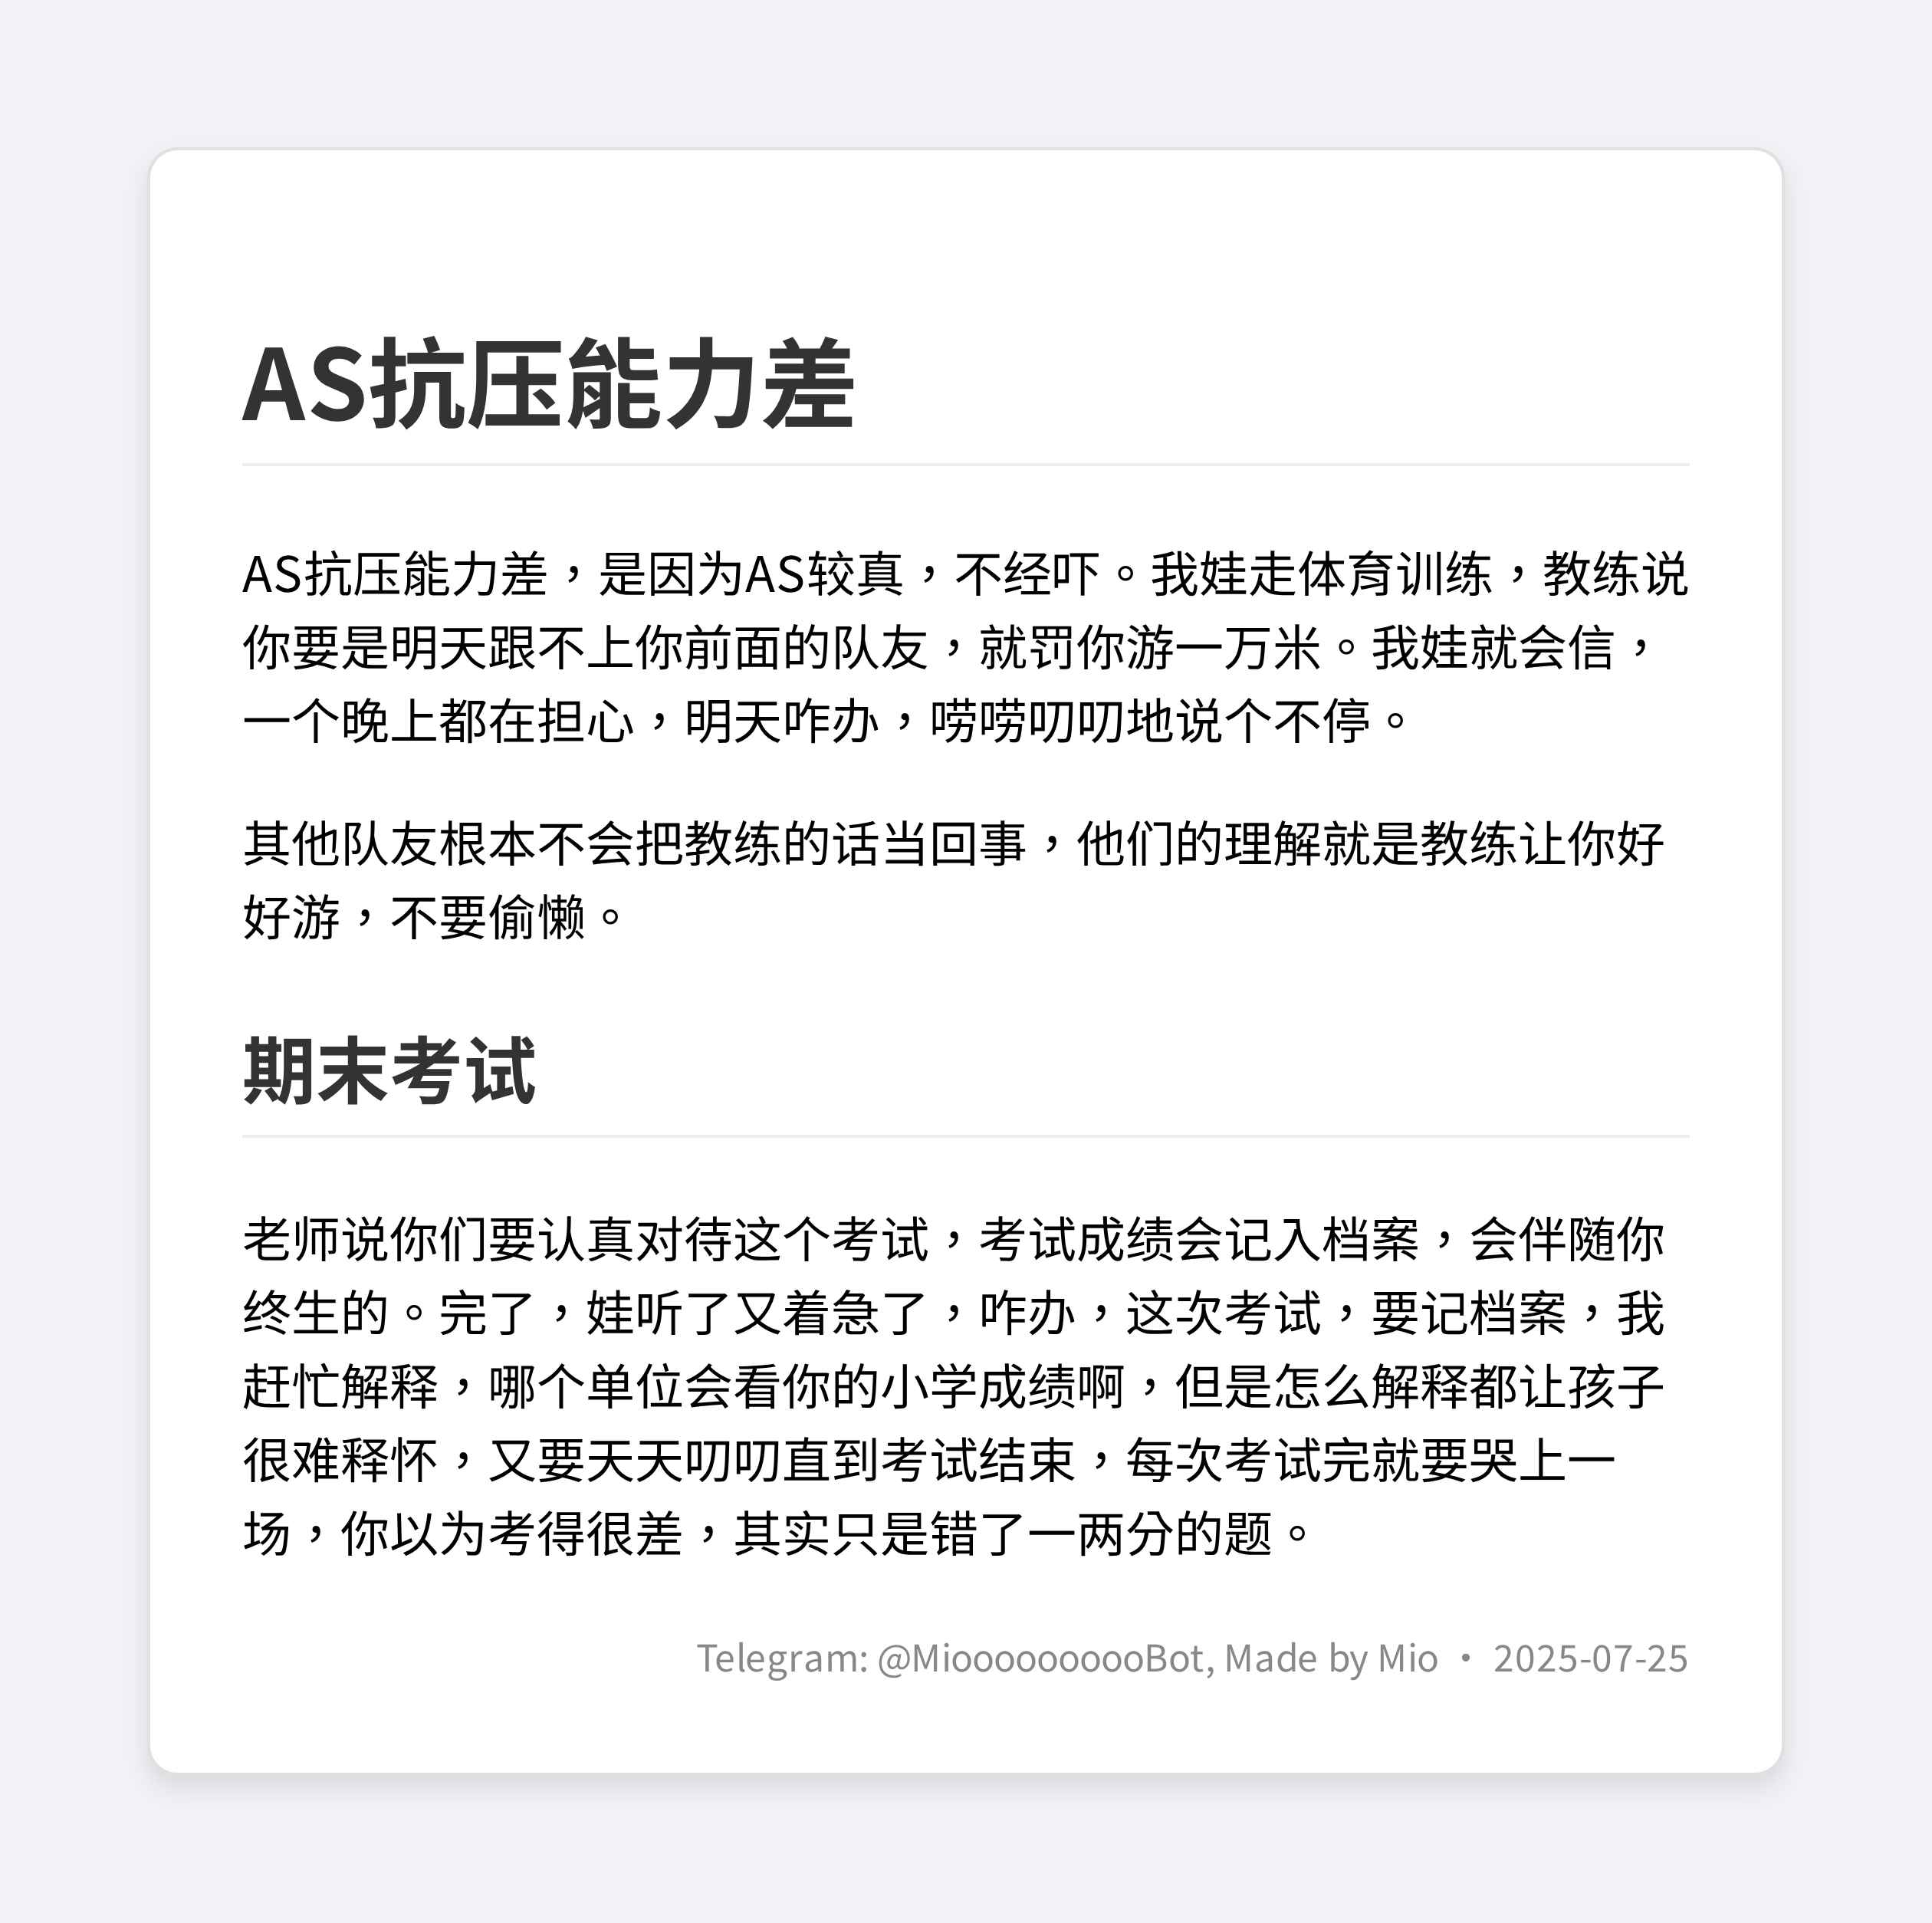 AS抗压能力差
AS抗压能力差，是因为AS较真，不经吓。我娃走体育训练，教练说
你要是明天跟不上你前面的队友，就罚你游一万米。我娃就会信，
一个晚上都在担心，明天咋办，唠唠叨叨地说个不停。
其他队友根本不会把教练的话当回事，他们的理解就是教练让你好
好游，不要偷懒。
期末考试
老师说你们要认真对待这个考试，考试成绩会记入档案，会伴随你
终生的。完了，娃听了又着急了，咋办，这次考试，要记档案，我
赶忙解释，哪个单位会看你的小学成绩啊，但是怎么解释都让孩子
很难释怀，又要天天叨叨直到考试结束，每次考试完就要哭上一
场，你以为考得很差，其实只是错了一两分的题。
Telegram: @MiooooooooooBot, Made by Mio • 2025-07-25